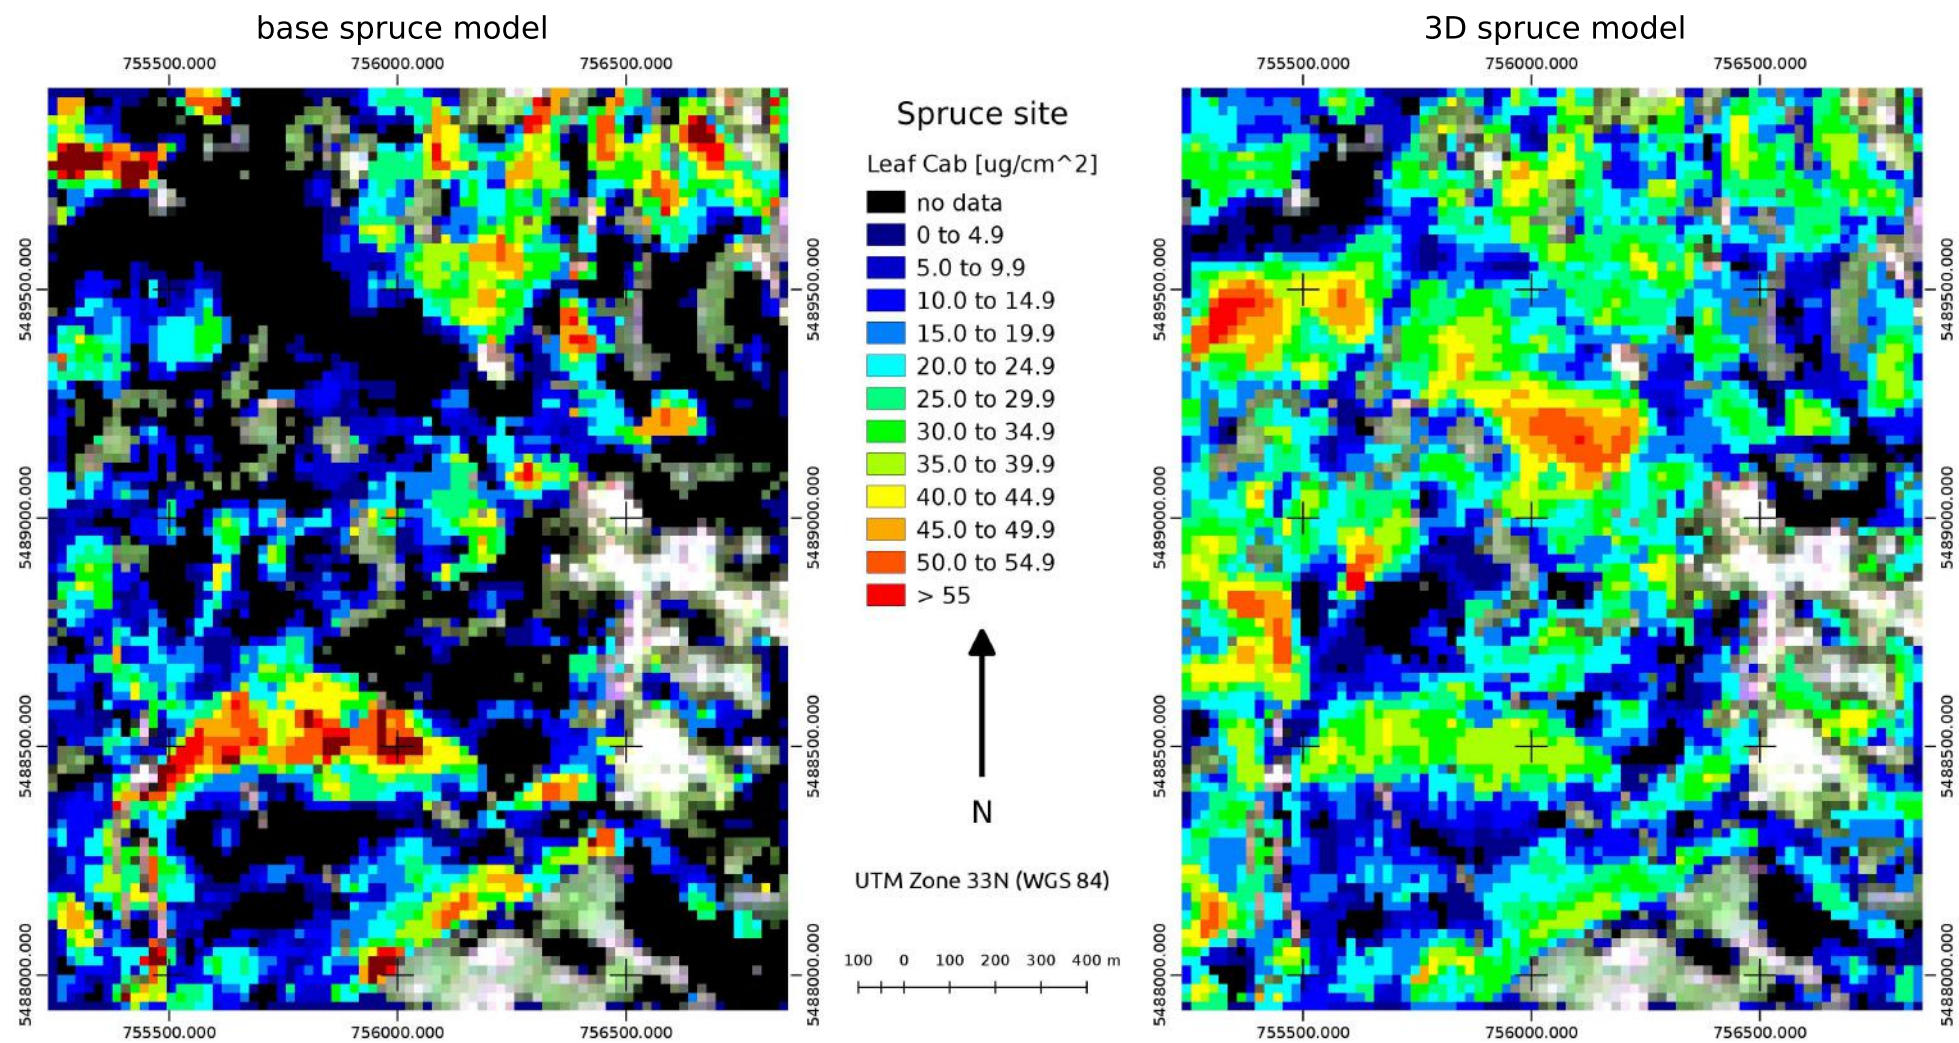 base spruce model
3D spruce model
755500.000 756000.000 756500.000
755500.000 756000.000 756500.000
5489500.000
5489000.000
5488500.000
5488000.000
5489500.000
5489000.000
5488500.000
5488000.000
Spruce site
Leaf Cab [ug/cm^2]
no data
0 to 4.9
5.0 to 9.9
10.0 to 14.9
15.0 to 19.9
20.0 to 24.9
25.0 to 29.9
30.0 to 34.9
35.0 to 39.9
40.0 to 44.9
45.0 to 49.9
50.0 to 54.9
> 55
N
UTM Zone 33N (WGS 84)
100 0 100 200 300 400 m
5489500.000
5489000.000
5488500.000
5488000.000
5489500.000
5489000.000
5488500.000
5488000.000
755500.000 756000.000 756500.000
755500.000 756000.000 756500.000